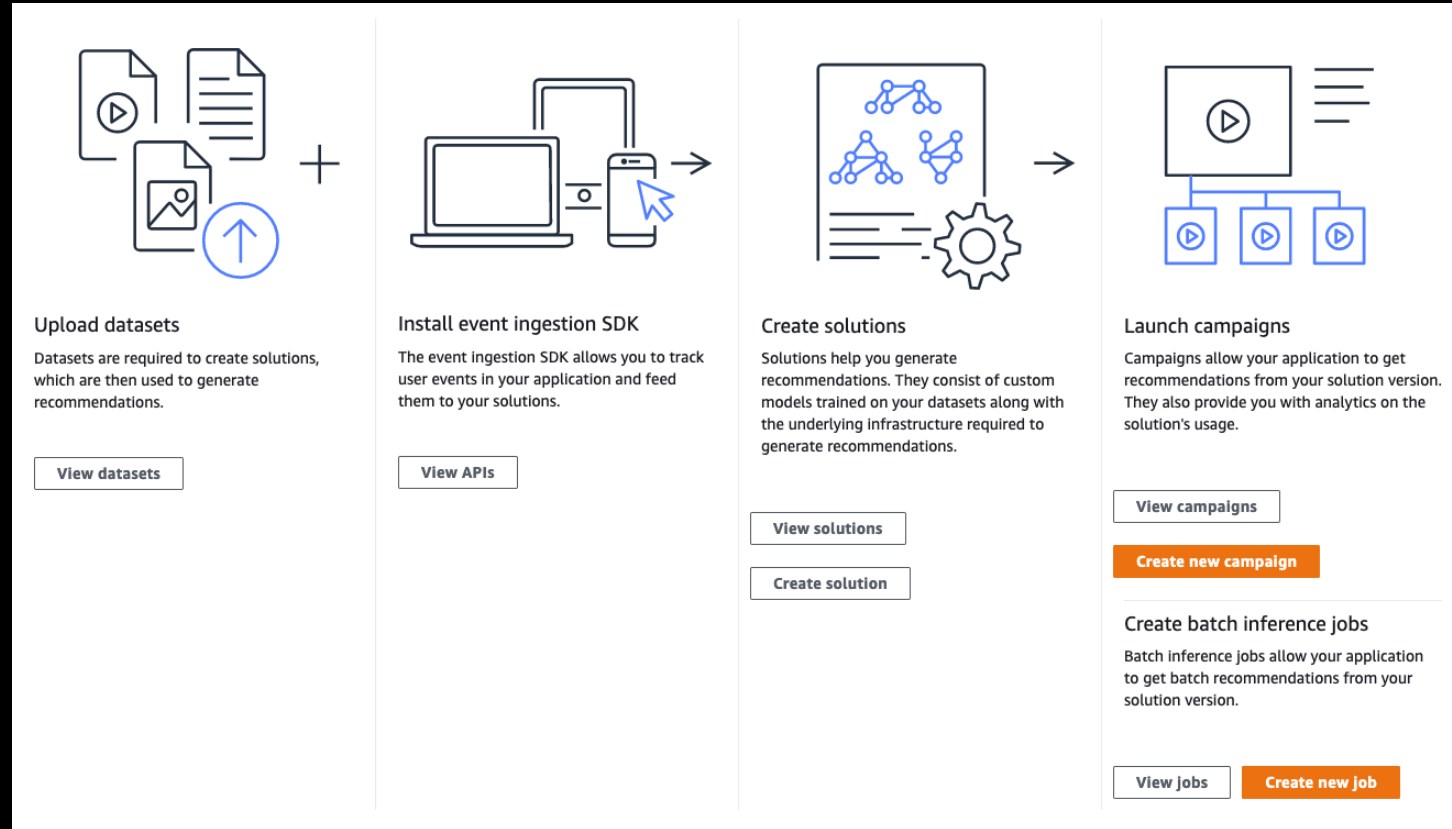 Upload datasets
Datasets are required to create solutions,
which are then used to generate
recommendations.
View datasets
Install event ingestion SDK
The event ingestion SDK allows you to track
user events in your application and feed
them to your solutions.
View APIs
Create solutions
Solutions help you generate
recommendations. They consist of custom
models trained on your datasets along with
the underlying infrastructure required to
generate recommendations.
View solutions
Create solution
Launch campaigns
Campaigns allow your application to get
recommendations from your solution version.
They also provide you with analytics on the
solution's usage.
View campaigns
Create new campaign
Create batch inference jobs
Batch inference jobs allow your application
to get batch recommendations from your
solution version.
View jobs
Create new job